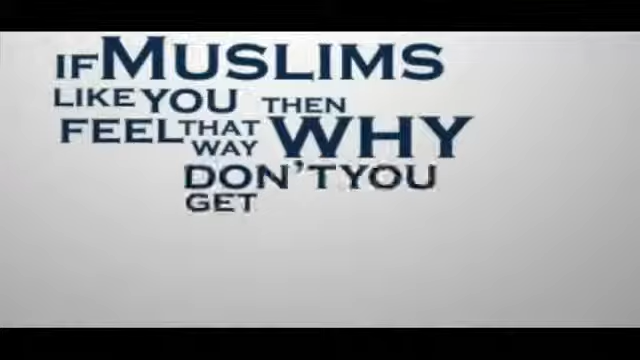 IF MUSLIMS
LIKE YOU THEN
FEEL THAT WAY WHY
DON'T YOU
GET